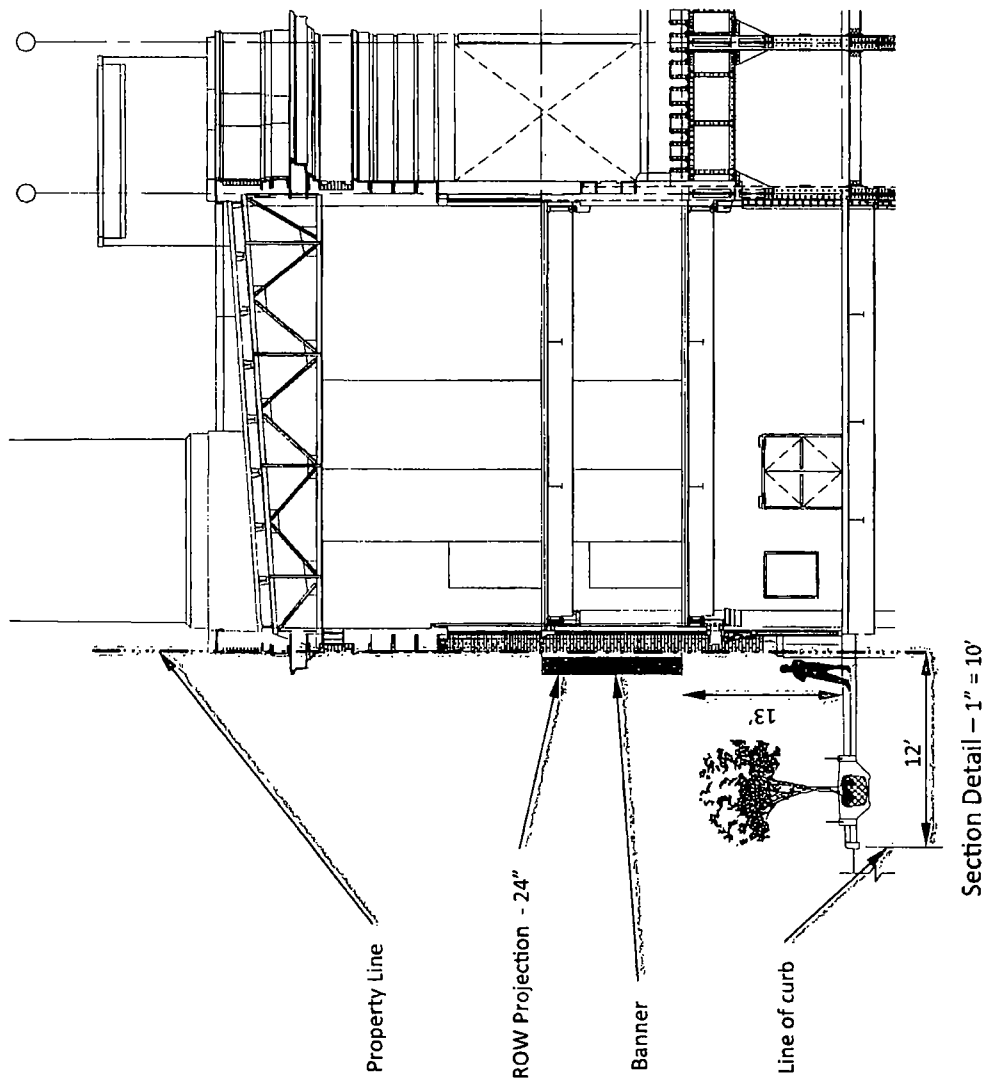 Property Line
ROW Projection - 24"
Banner
Line of curb
13'
12'
Section Detail – 1" = 10'